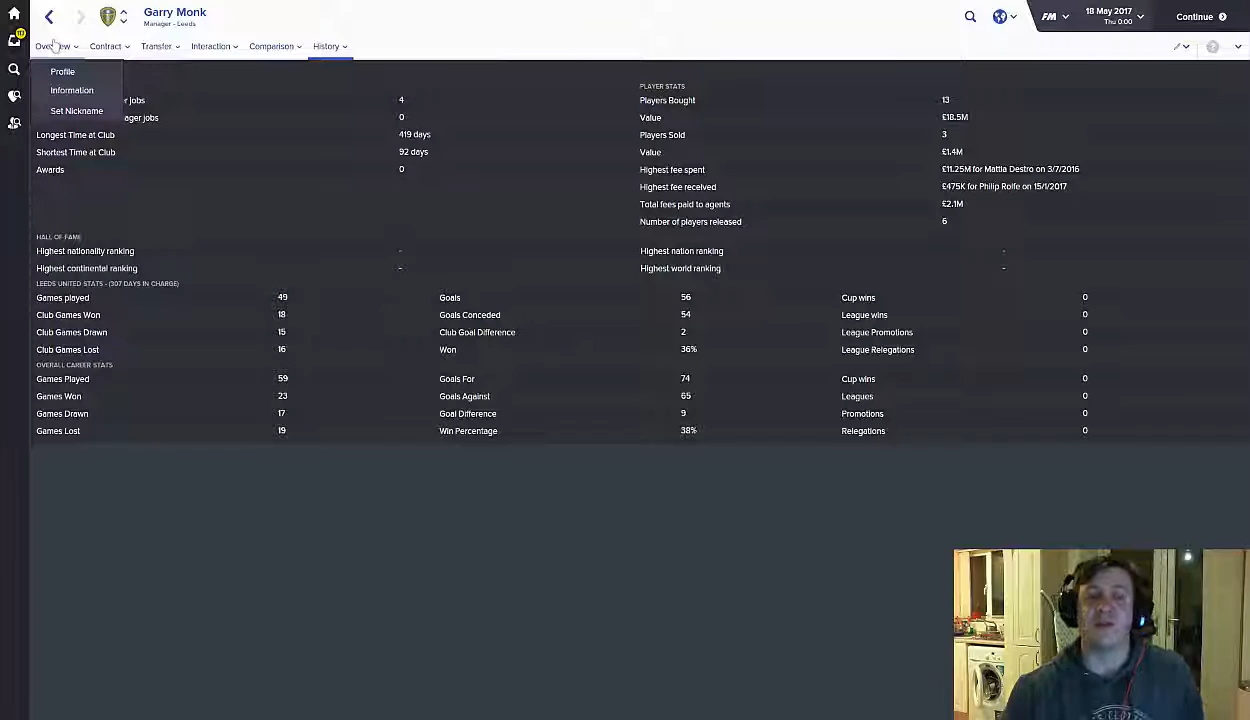 Garry Monk
Manager - Leeds
FM
18 May 2017
Thu 0:00
Continue
Contract
Transfer
Interaction
Comparison
History
Profile
Information
Set Nickname
r jobs 4
ager jobs 0
Longest Time at Club 419 days
Shortest Time at Club 92 days
Awards 0
PLAYER STATS
Players Bought 13
Value £18.5M
Players Sold 3
Value £1.4M
Highest fee spent £11.25M for Mattia Destro on 3/7/2016
Highest fee received £475K for Philip Rolfe on 15/1/2017
Total fees paid to agents £2.1M
Number of players released 6
HALL OF FAME
Highest nationality ranking - Highest nation ranking -
Highest continental ranking - Highest world ranking -
LEEDS UNITED STATS - (307 DAYS IN CHARGE)
Games played 49 Goals 56 Cup wins 0
Club Games Won 18 Goals Conceded 54 League wins 0
Club Games Drawn 15 Club Goal Difference 2 League Promotions 0
Club Games Lost 16 Won 36% League Relegations 0
OVERALL CAREER STATS
Games Played 59 Goals For 74 Cup wins 0
Games Won 23 Goals Against 65 Leagues 0
Games Drawn 17 Goal Difference 9 Promotions 0
Games Lost 19 Win Percentage 38% Relegations 0